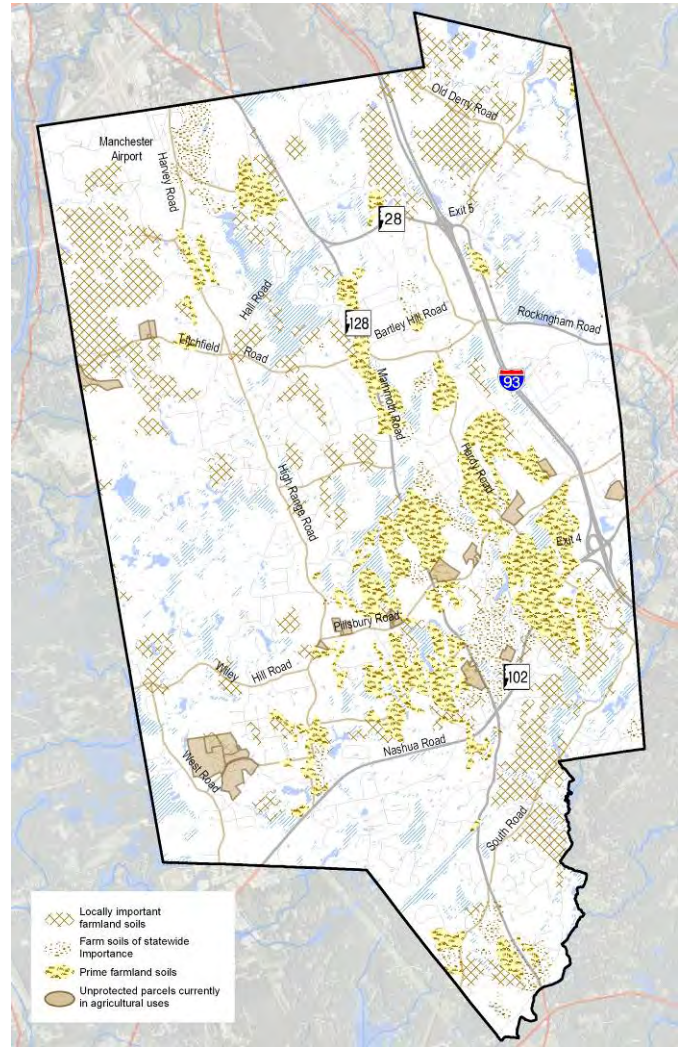 Old Derry Road
Manchester
Airport
Harvey Road
28
Exit 5
Hall Road
128
Bartley Hill Road
Rockingham Road
Litchfield
Road
93
Mammoth Road
Hardy Road
High Range Road
Exit 4
Pillsbury Road
Wiley
Hill Road
102
Nashua Road
West Road
South Road
Locally important
farmland soils
Farm soils of statewide
Importance
Prime farmland soils
Unprotected parcels currently
in agricultural uses